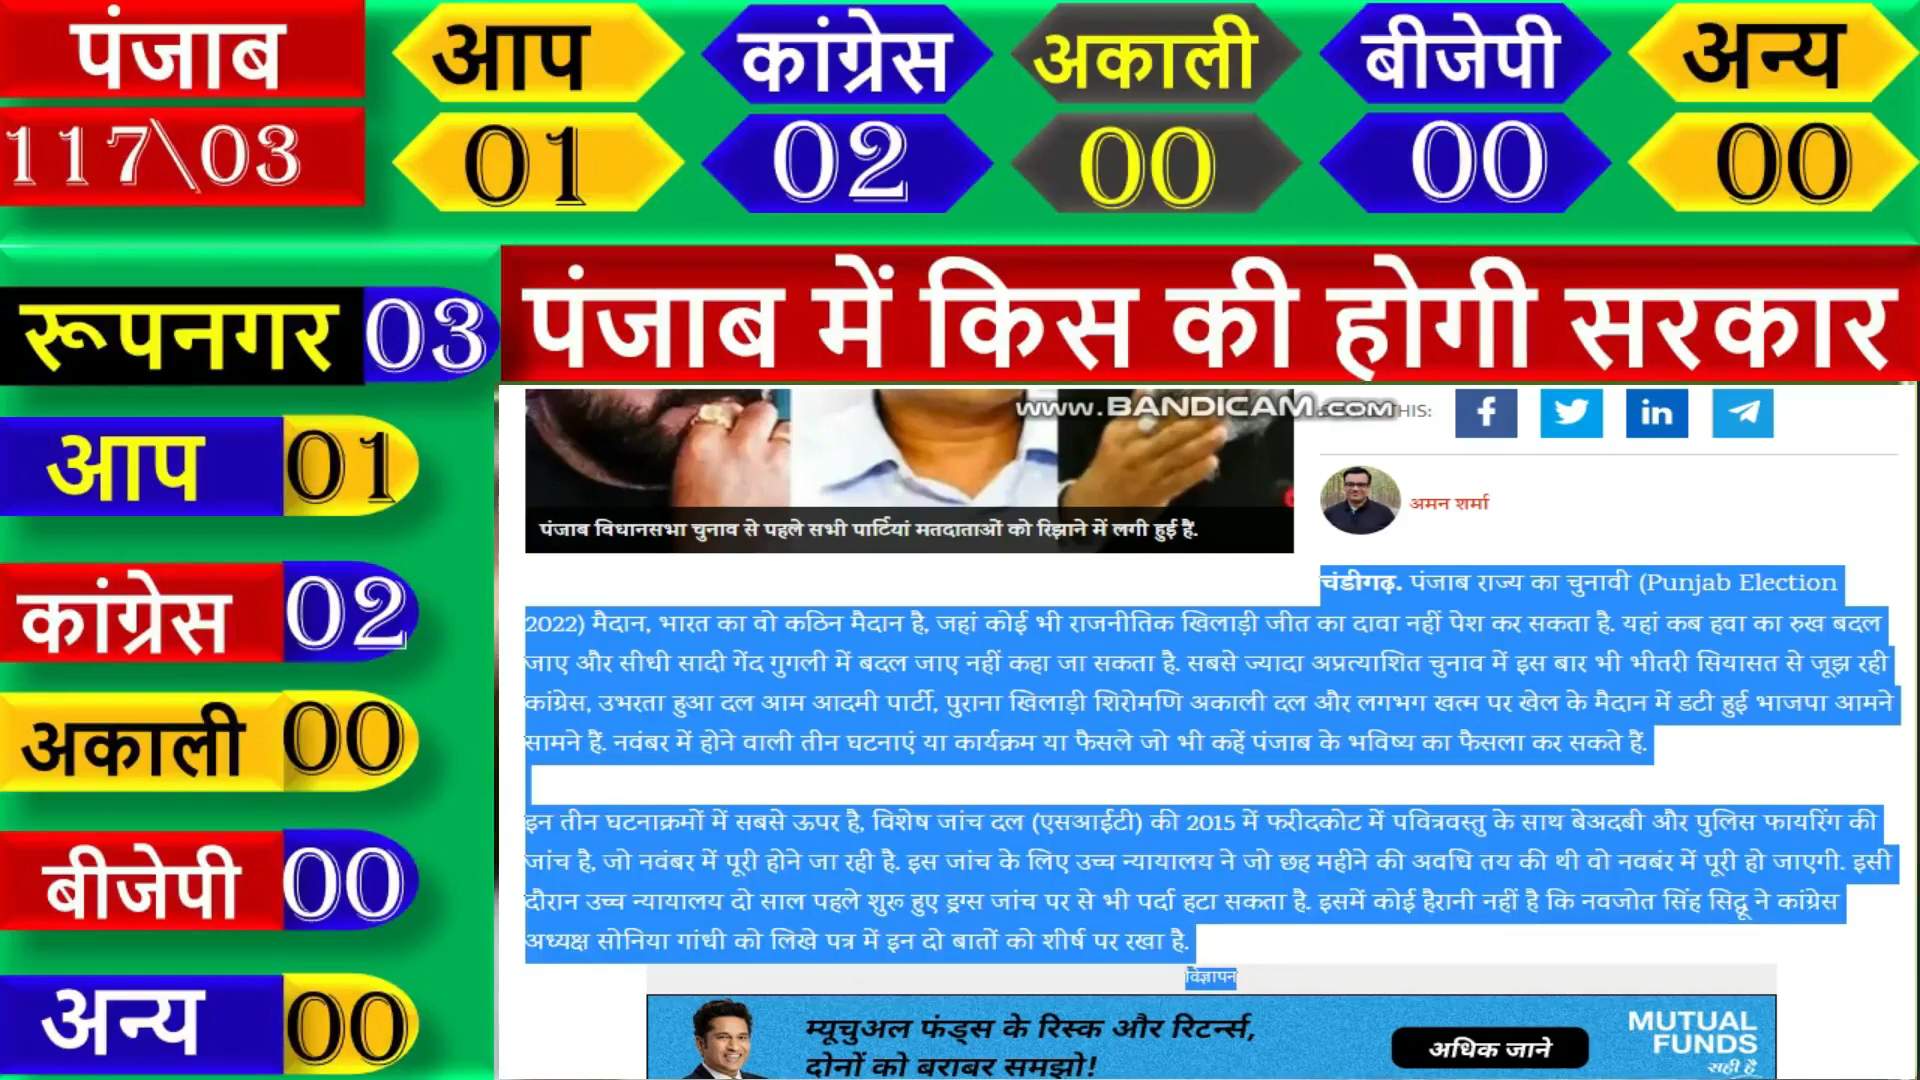 पंजाब आप कांग्रेस अकाली बीजेपी अन्य
117\03 01 02 00 00 00
रूपनगर 03
पंजाब में किस की होगी सरकार
आप 01
कांग्रेस 02
अकाली 00
बीजेपी 00
अन्य 00
www.BANDICAM.com
THIS:
पंजाब विधानसभा चुनाव से पहले सभी पार्टियां मतदाताओं को रिझाने में लगी हुई हैं.
अमन शर्मा
चंडीगढ़. पंजाब राज्य का चुनावी (Punjab Election
2022) मैदान, भारत का वो कठिन मैदान है, जहां कोई भी राजनीतिक खिलाड़ी जीत का दावा नहीं पेश कर सकता है. यहां कब हवा का रुख बदल
जाए और सीधी सादी गेंद गुगली में बदल जाए नहीं कहा जा सकता है. सबसे ज्यादा अप्रत्याशित चुनाव में इस बार भी भीतरी सियासत से जूझ रही
कांग्रेस, उभरता हुआ दल आम आदमी पार्टी, पुराना खिलाड़ी शिरोमणि अकाली दल और लगभग खत्म पर खेल के मैदान में डटी हुई भाजपा आमने
सामने हैं. नवंबर में होने वाली तीन घटनाएं या कार्यक्रम या फैसले जो भी कहें पंजाब के भविष्य का फैसला कर सकते हैं.
इन तीन घटनाक्रमों में सबसे ऊपर है, विशेष जांच दल (एसआईटी) की 2015 में फरीदकोट में पवित्रवस्तु के साथ बेअदबी और पुलिस फायरिंग की
जांच है, जो नवंबर में पूरी होने जा रही है. इस जांच के लिए उच्च न्यायालय ने जो छह महीने की अवधि तय की थी वो नवबंर में पूरी हो जाएगी. इसी
दौरान उच्च न्यायालय दो साल पहले शुरू हुए ड्रग्स जांच पर से भी पर्दा हटा सकता है. इसमें कोई हैरानी नहीं है कि नवजोत सिंह सिद्धू ने कांग्रेस
अध्यक्ष सोनिया गांधी को लिखे पत्र में इन दो बातों को शीर्ष पर रखा है.
विज्ञापन
म्यूचुअल फंड्स के रिस्क और रिटर्न्स,
दोनों को बराबर समझो!
अधिक जाने
MUTUAL
FUNDS
सही है